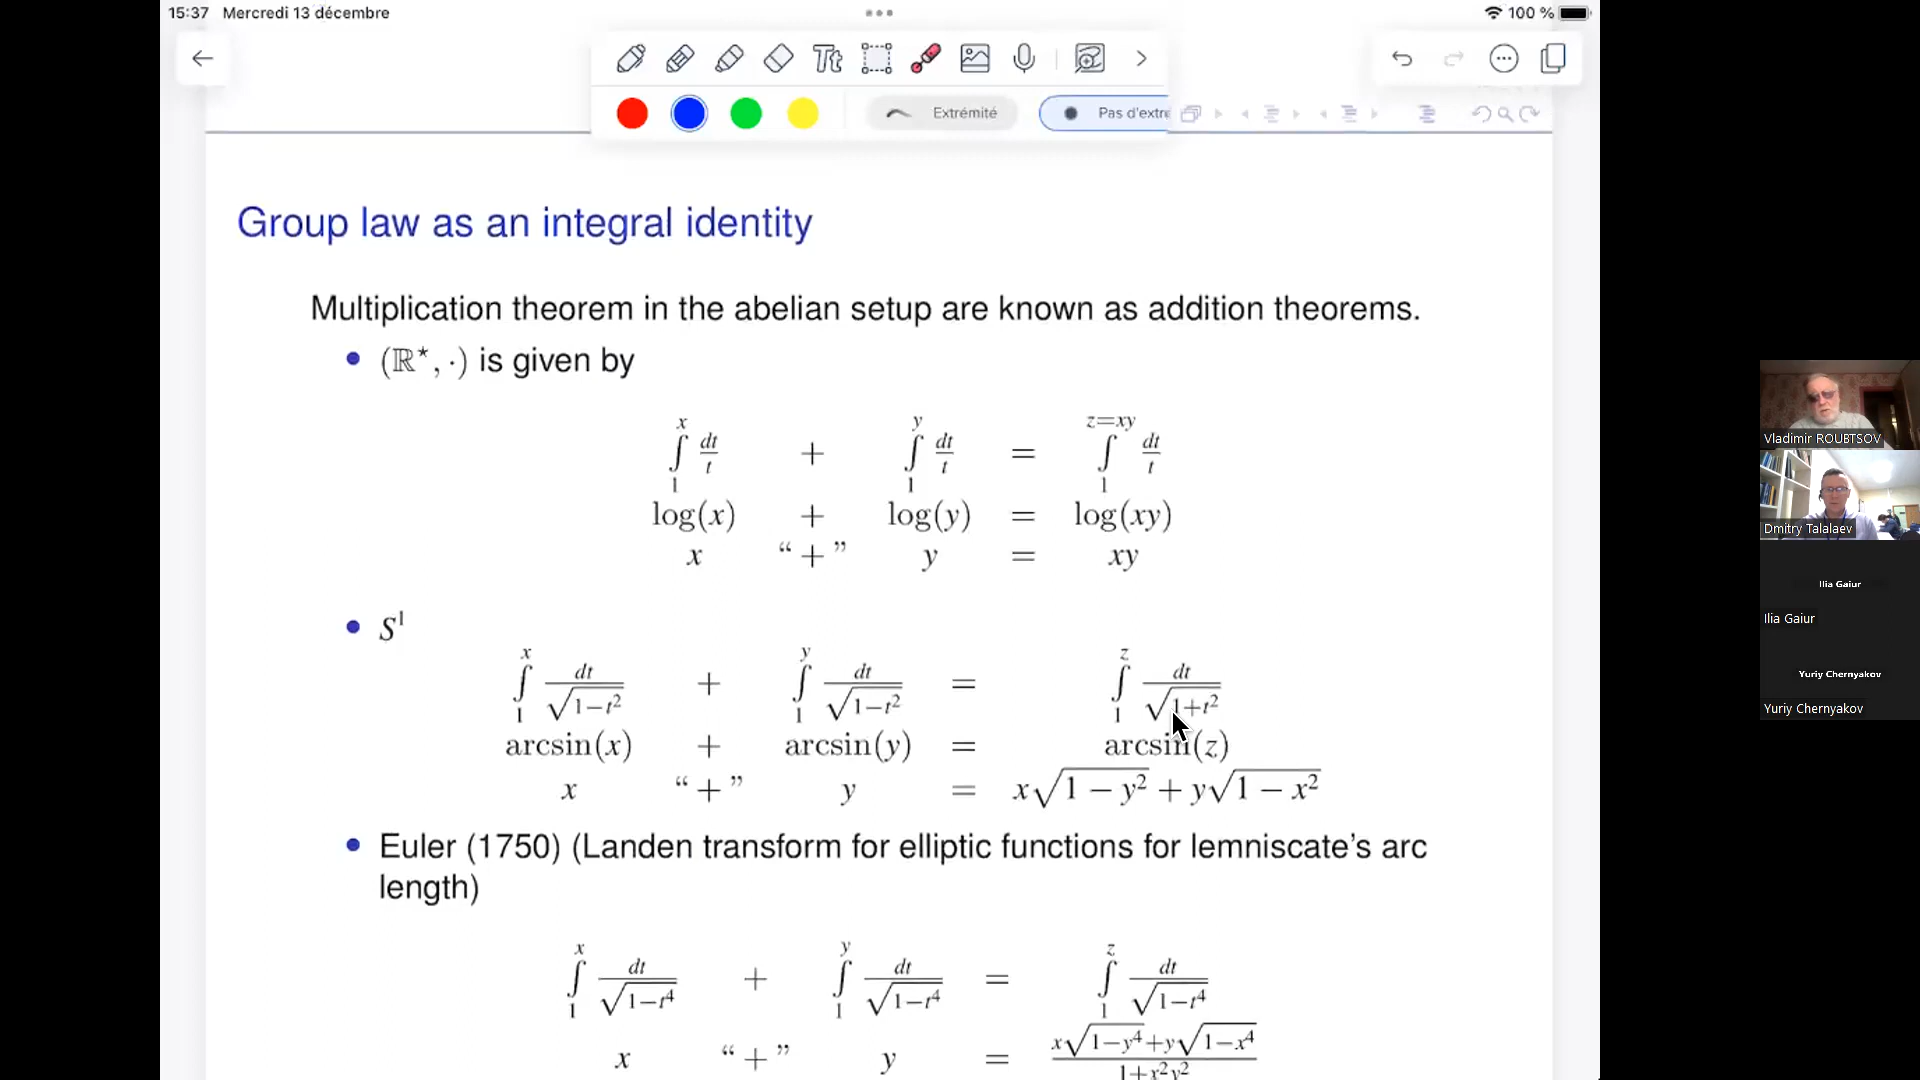 15:37 Mercredi 13 décembre
100 %
Tt
Extrémité
Pas d'extre
Group law as an integral identity
Multiplication theorem in the abelian setup are known as addition theorems.
• (ℝ⋆, ·) is given by
∫₁ˣ dt/t + ∫₁ʸ dt/t = ∫₁^{z=xy} dt/t
log(x) + log(y) = log(xy)
x “ + ” y = xy
• S¹
∫₁ˣ dt/√(1−t²) + ∫₁ʸ dt/√(1−t²) = ∫₁ᶻ dt/√(1+t²)
arcsin(x) + arcsin(y) = arcsin(z)
x “ + ” y = x√(1 − y²) + y√(1 − x²)
• Euler (1750) (Landen transform for elliptic functions for lemniscate's arc
length)
∫₁ˣ dt/√(1−t⁴) + ∫₁ʸ dt/√(1−t⁴) = ∫₁ᶻ dt/√(1−t⁴)
x “ + ” y = (x√(1−y⁴)+y√(1−x⁴))/(1+x²y²)
Vladimir ROUBTSOV
Dmitry Talalaev
Ilia Gaiur
Ilia Gaiur
Yuriy Chernyakov
Yuriy Chernyakov